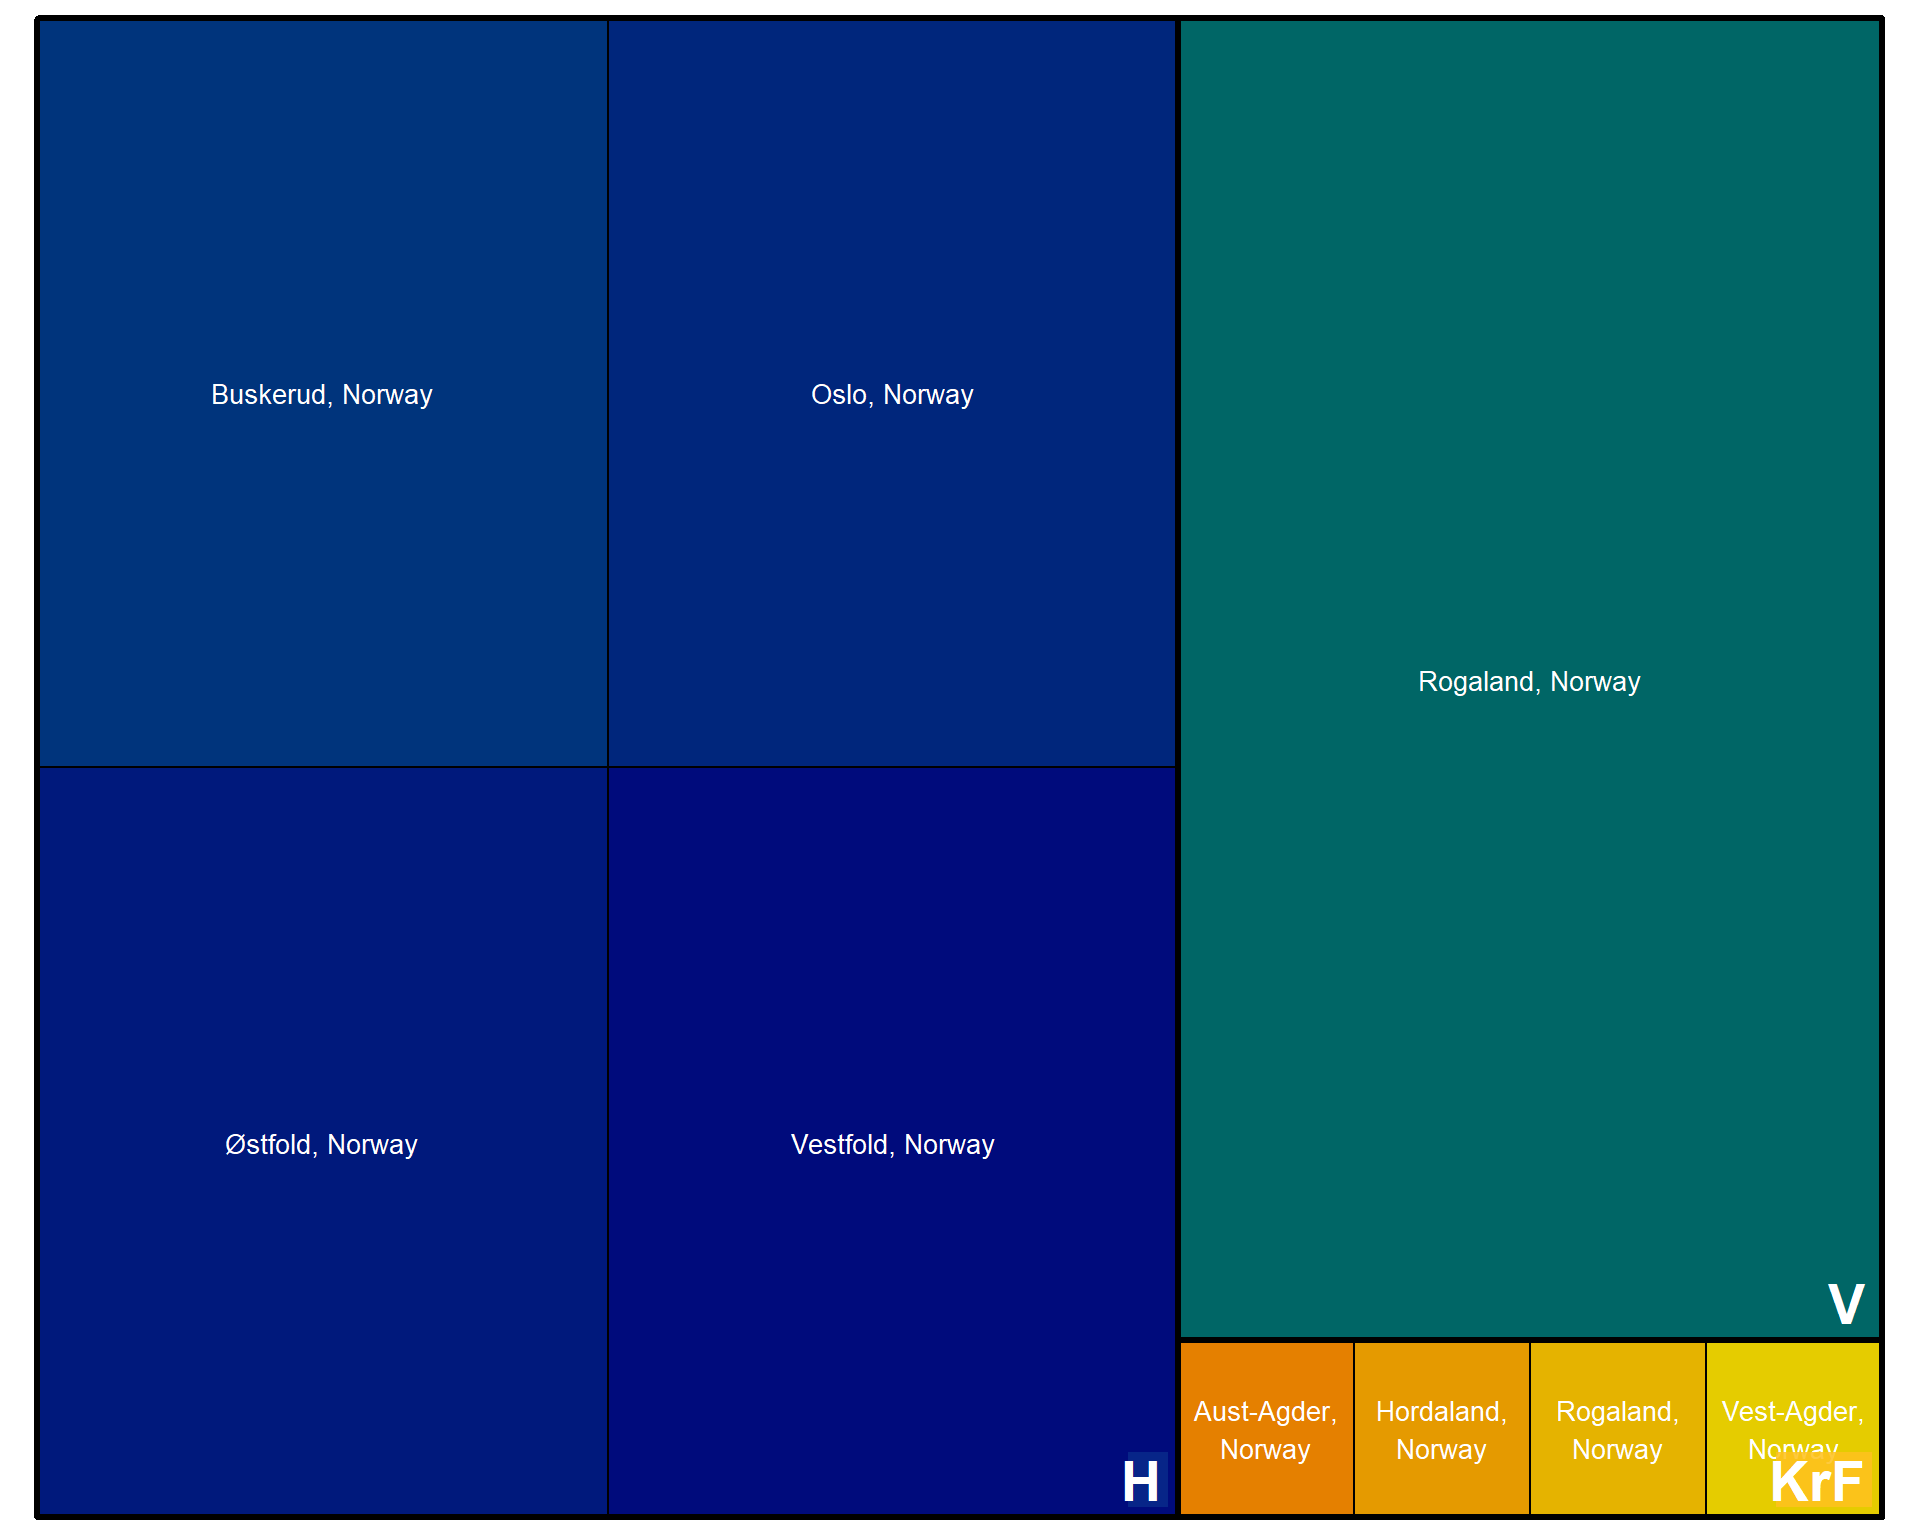 Buskerud, Norway
Oslo, Norway
Rogaland, Norway
Østfold, Norway
Vestfold, Norway
H
V
Aust-Agder,
Norway
Hordaland,
Norway
Rogaland,
Norway
Vest-Agder,
Norway
KrF